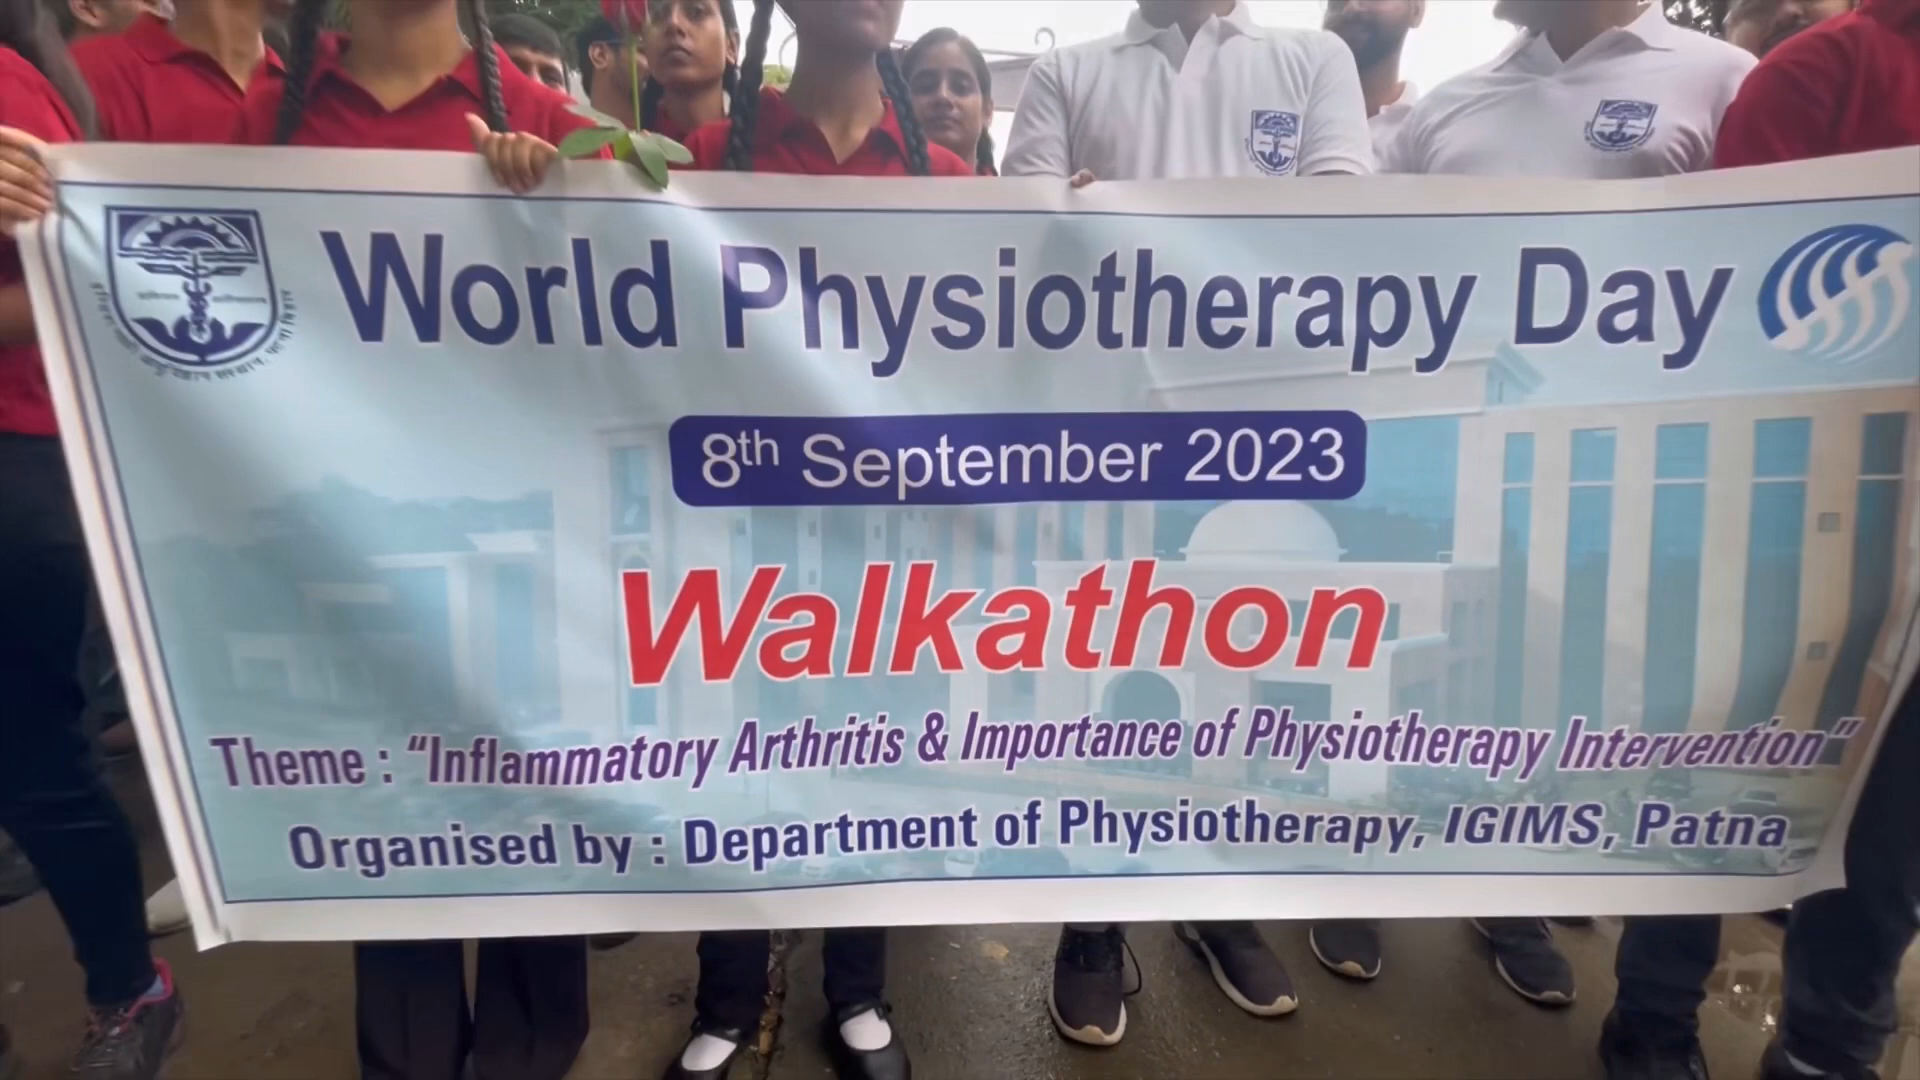 World Physiotherapy Day
8th September 2023
Walkathon
Theme : "Inflammatory Arthritis & Importance of Physiotherapy Intervention"
Organised by : Department of Physiotherapy, IGIMS, Patna